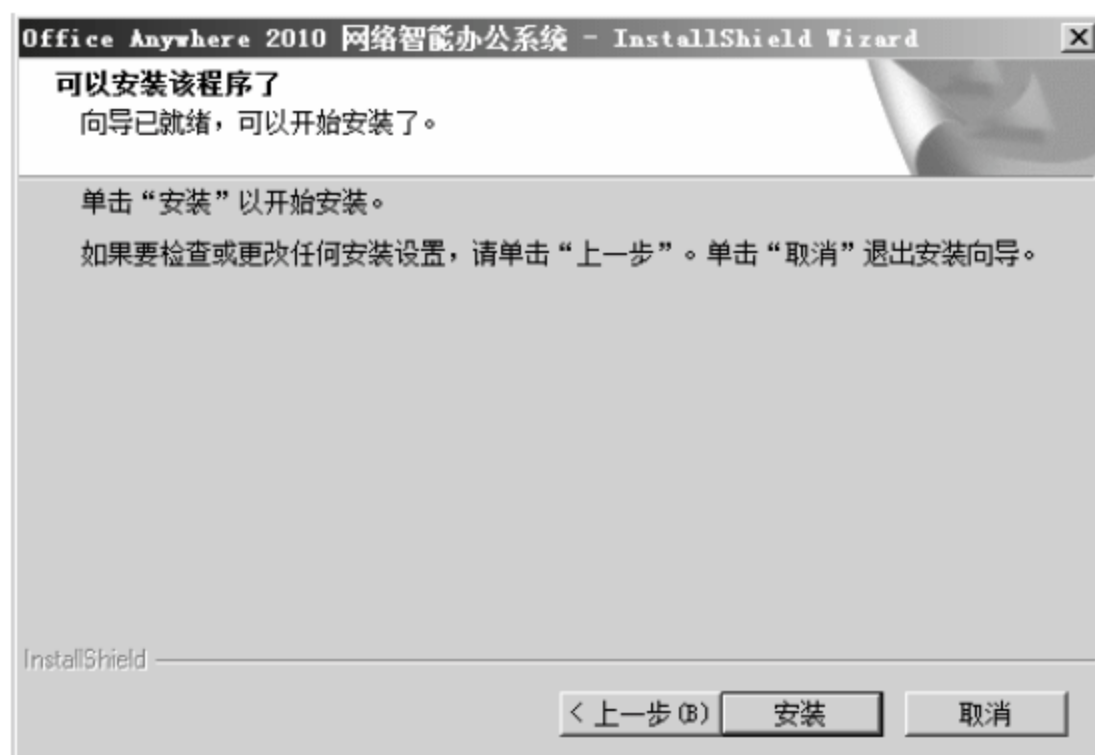 Office Anywhere 2010 网络智能办公系统 - InstallShield Wizard
可以安装该程序了
向导已就绪，可以开始安装了。
单击“安装”以开始安装。
如果要检查或更改任何安装设置，请单击“上一步”。单击“取消”退出安装向导。
InstallShield
< 上一步(B) 安装 取消